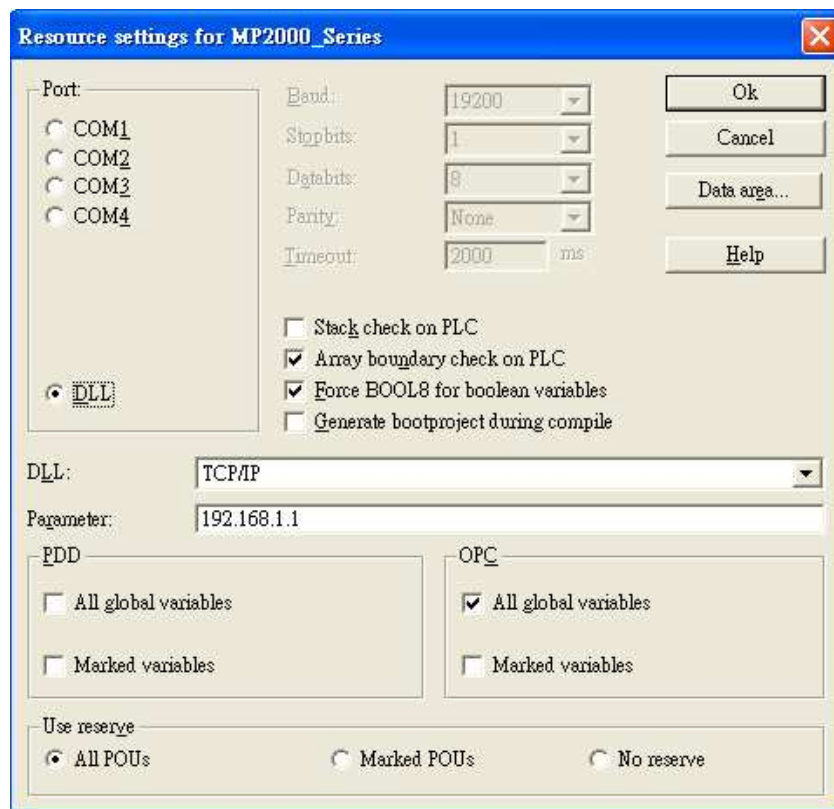 Resource settings for MP2000_Series
Port:
COM1
COM2
COM3
COM4
DLL
Baud: 19200
Stopbits: 1
Databits: 8
Parity: None
Timeout: 2000 ms
Ok
Cancel
Data area...
Help
Stack check on PLC
Array boundary check on PLC
Force BOOL8 for boolean variables
Generate bootproject during compile
DLL: TCP/IP
Parameter: 192.168.1.1
PDD
All global variables
Marked variables
OPC
All global variables
Marked variables
Use reserve
All POUs Marked POUs No reserve